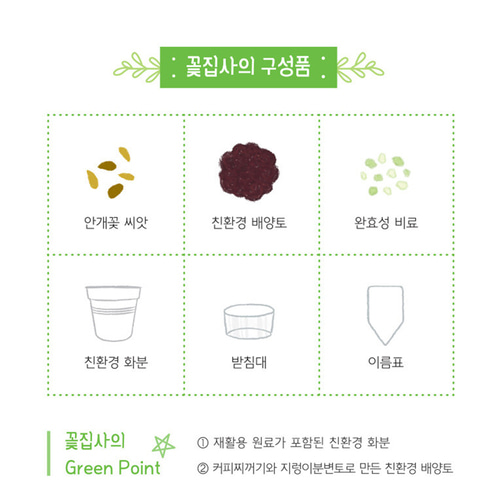 꽃집사의 구성품
안개꽃 씨앗
친환경 배양토
완효성 비료
친환경 화분
받침대
이름표
꽃집사의
Green Point
① 재활용 원료가 포함된 친환경 화분
② 커피찌꺼기와 지렁이분변토로 만든 친환경 배양토